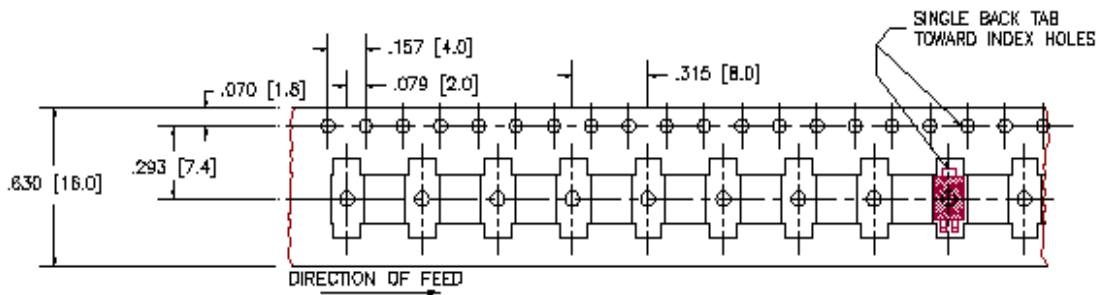 SINGLE BACK TAB
TOWARD INDEX HOLES
.157 [4.0]
.079 [2.0]
.315 [8.0]
.070 [1.8]
.293 [7.4]
.630 [16.0]
DIRECTION OF FEED